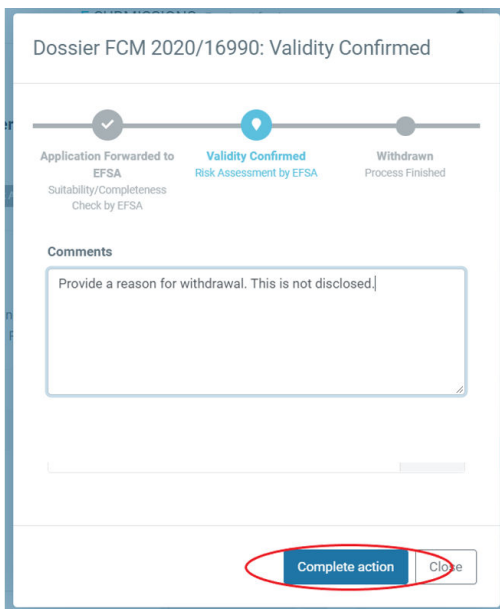 Dossier FCM 2020/16990: Validity Confirmed
Application Forwarded to
EFSA
Suitability/Completeness
Check by EFSA
Validity Confirmed
Risk Assessment by EFSA
Withdrawn
Process Finished
Comments
Provide a reason for withdrawal. This is not disclosed.
Complete action
Close